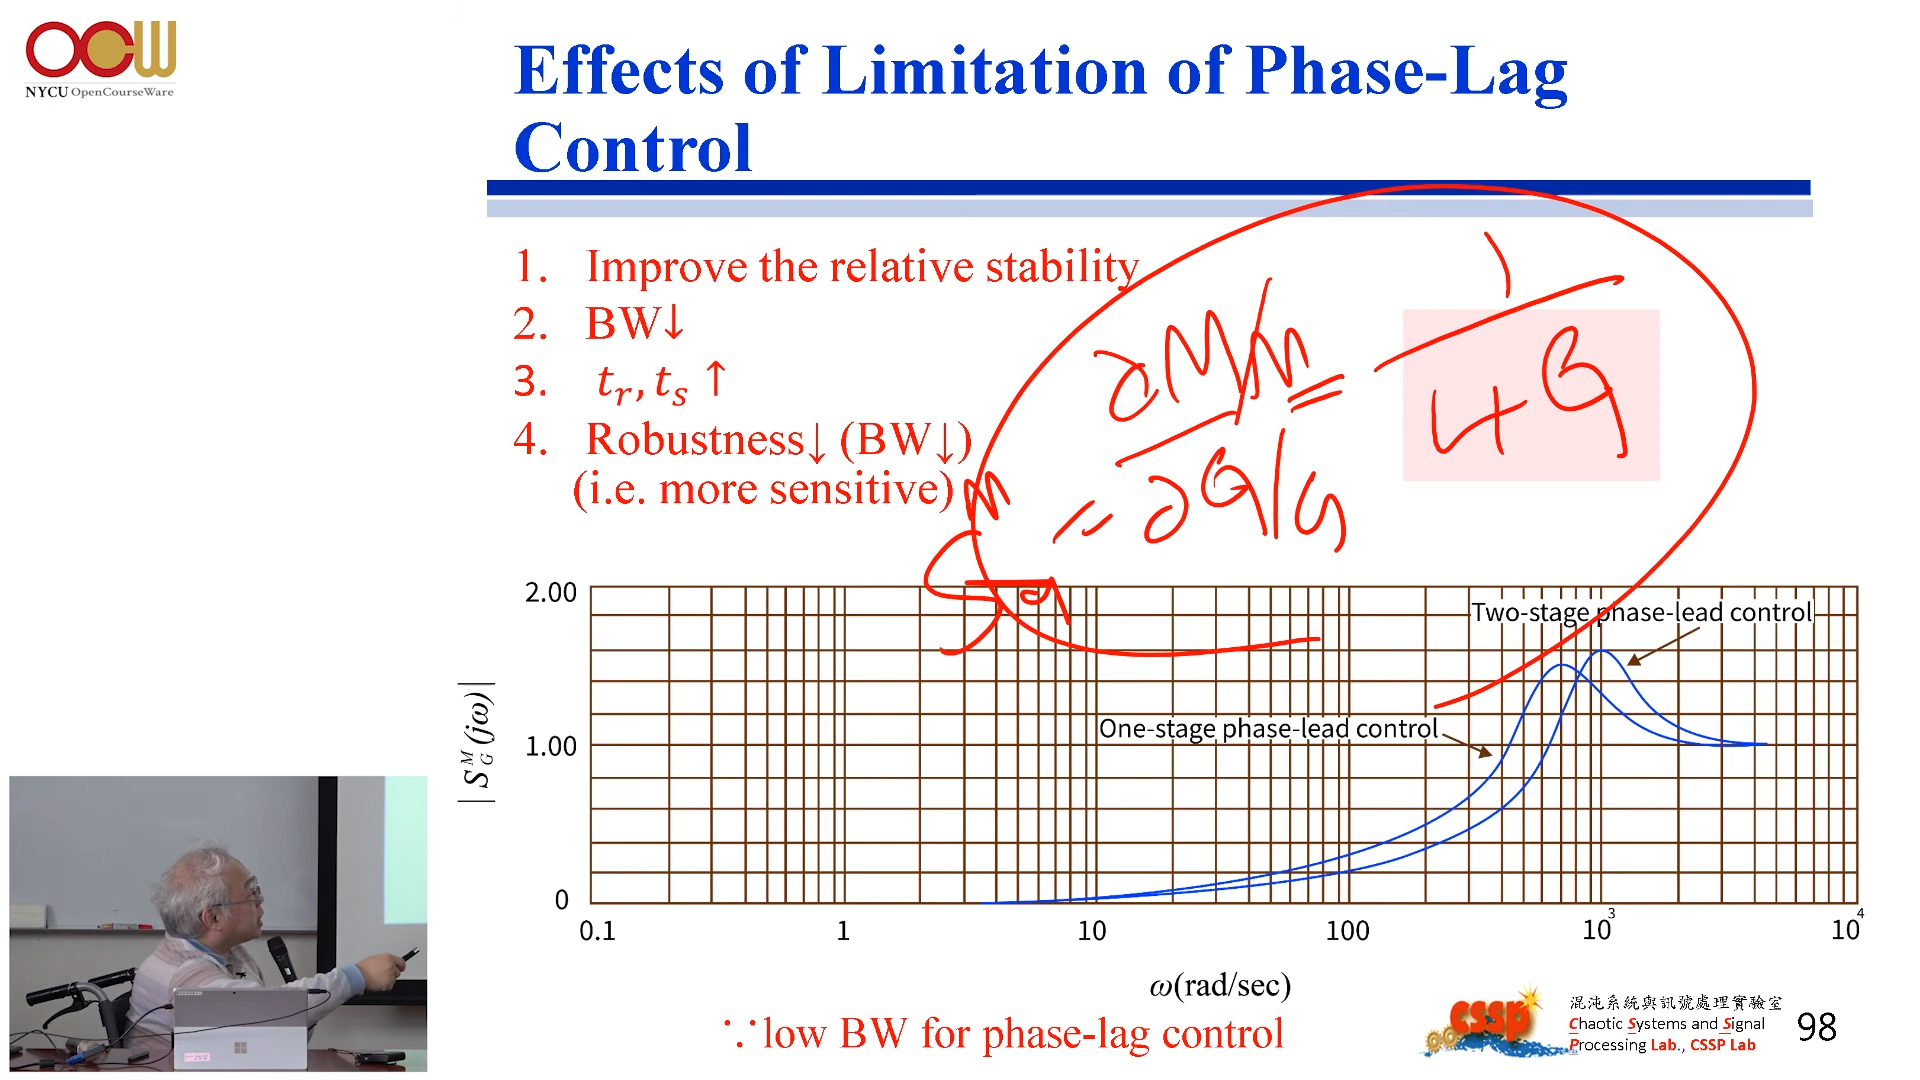 OCW
NYCU OpenCourseWare
Effects of Limitation of Phase-Lag
Control
1. Improve the relative stability
2. BW↓
3. tr, ts ↑
4. Robustness↓ (BW↓)
(i.e. more sensitive)
∂M/M
1
S M G = ∂G/G
1+G
2.00
1.00
0
|S M G (jω)|
Two-stage phase-lead control
One-stage phase-lead control
0.1 1 10 100 10³ 10⁴
ω(rad/sec)
∵low BW for phase-lag control
cssp
混沌系統與訊號處理實驗室
Chaotic Systems and Signal
Processing Lab., CSSP Lab
98